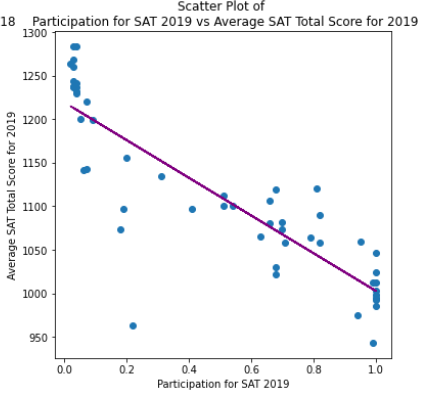 Scatter Plot of
18 Participation for SAT 2019 vs Average SAT Total Score for 2019
1300
1250
1200
1150
1100
1050
1000
950
Average SAT Total Score for 2019
0.0 0.2 0.4 0.6 0.8 1.0
Participation for SAT 2019